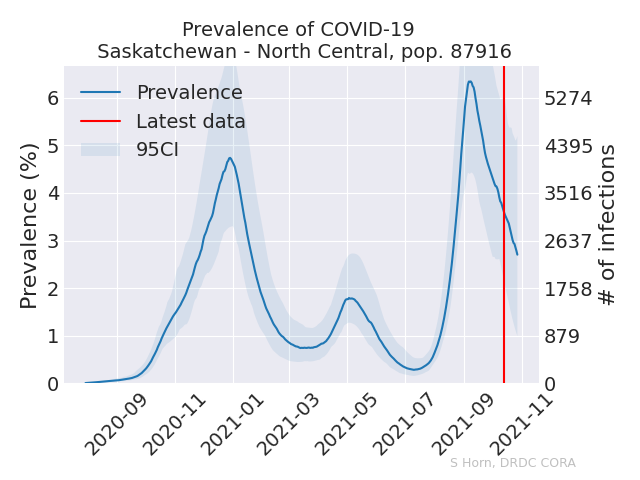 Prevalence of COVID-19
Saskatchewan - North Central, pop. 87916
Prevalence
Latest data
95CI
Prevalence (%)
6
5
4
3
2
1
0
5274
4395
3516
2637
1758
879
0
# of infections
2020-09
2020-11
2021-01
2021-03
2021-05
2021-07
2021-09
2021-11
S Horn, DRDC CORA